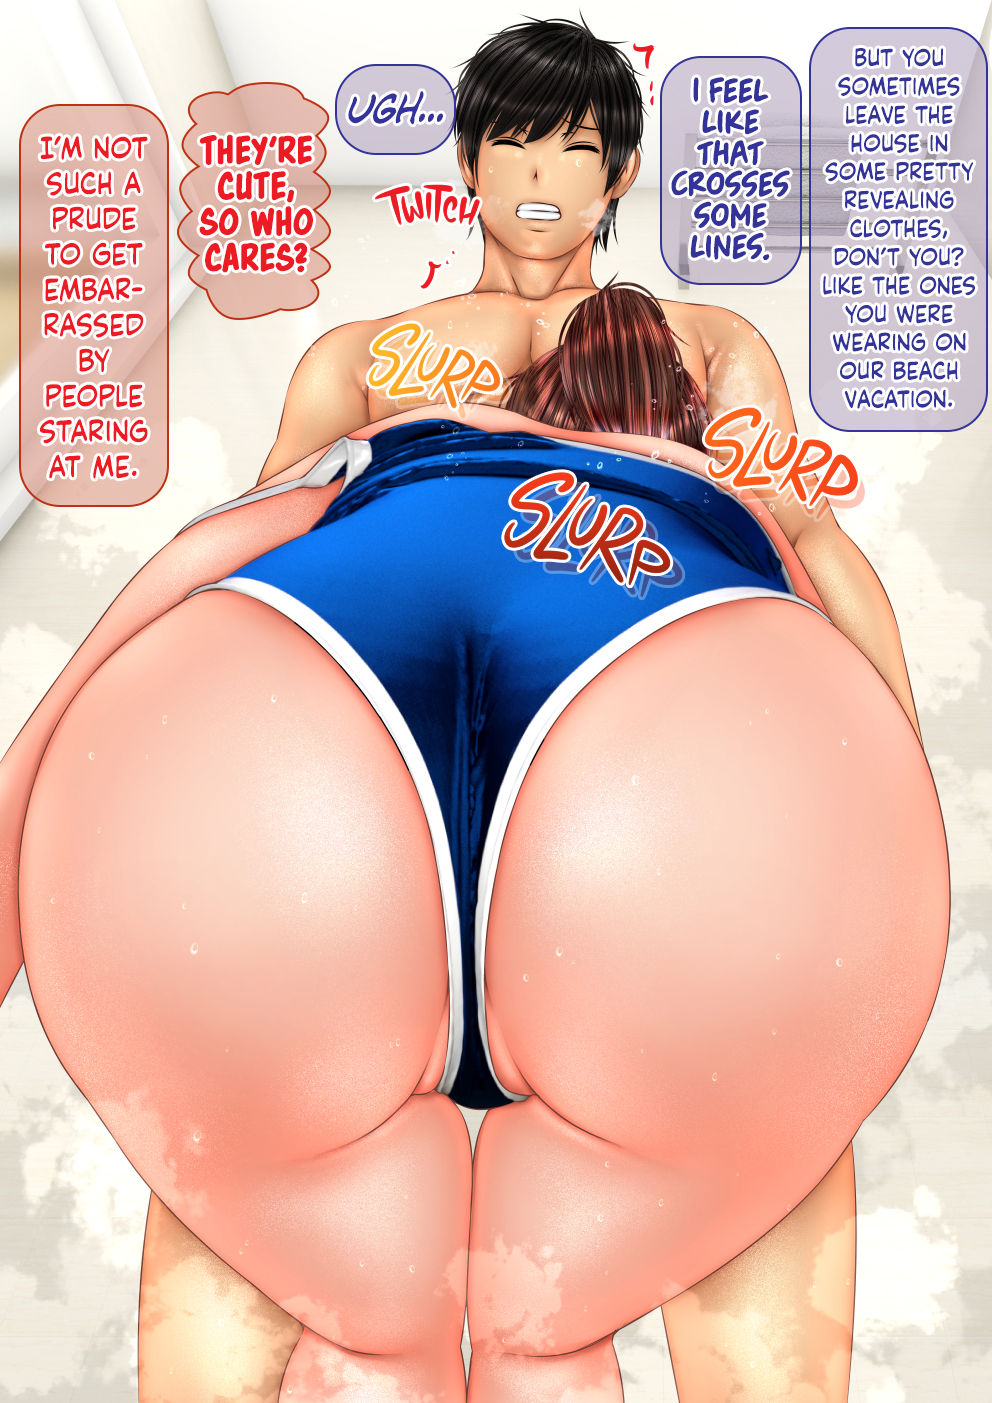 BUT YOU
SOMETIMES
LEAVE THE
HOUSE IN
SOME PRETTY
REVEALING
CLOTHES,
DON'T YOU?
LIKE THE ONES
YOU WERE
WEARING ON
OUR BEACH
VACATION.
I FEEL
LIKE
THAT
CROSSES
SOME
LINES.
UGH...
TWITCH
THEY'RE
CUTE,
SO WHO
CARES?
I'M NOT
SUCH A
PRUDE
TO GET
EMBAR-
RASSED
BY
PEOPLE
STARING
AT ME.
SLURP
SLURP
SLURP